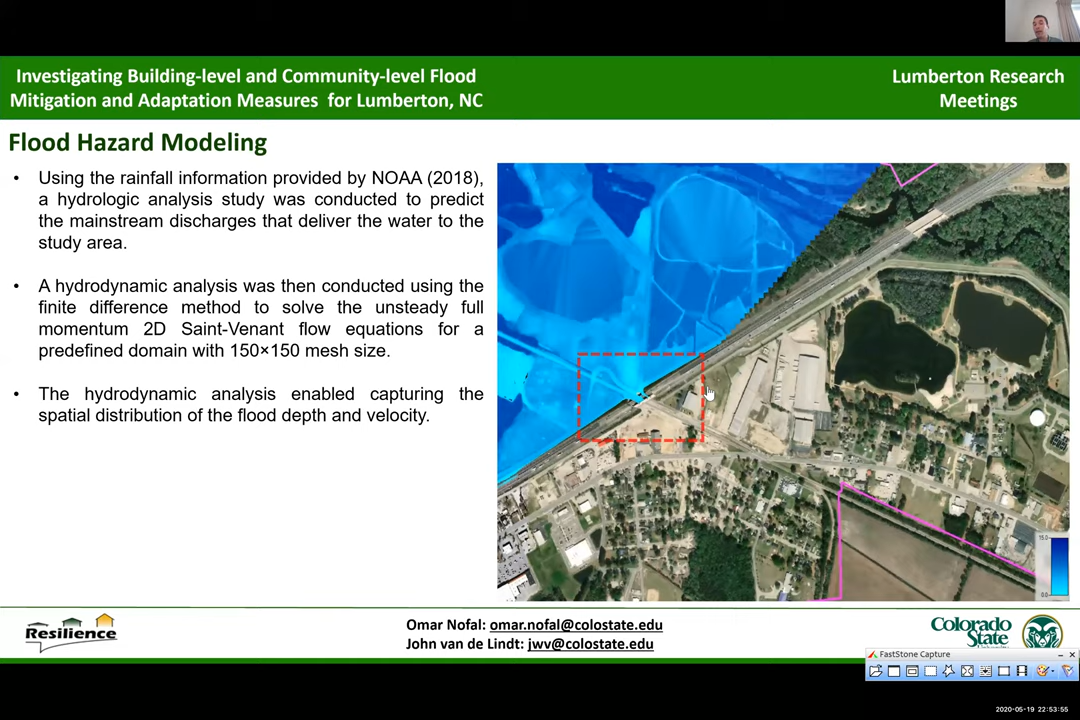 Investigating Building-level and Community-level Flood
Mitigation and Adaptation Measures for Lumberton, NC
Lumberton Research
Meetings
Flood Hazard Modeling
• Using the rainfall information provided by NOAA (2018),
a hydrologic analysis study was conducted to predict
the mainstream discharges that deliver the water to the
study area.
• A hydrodynamic analysis was then conducted using the
finite difference method to solve the unsteady full
momentum 2D Saint-Venant flow equations for a
predefined domain with 150×150 mesh size.
• The hydrodynamic analysis enabled capturing the
spatial distribution of the flood depth and velocity.
15.0
0.0
Resilience
Omar Nofal: omar.nofal@colostate.edu
John van de Lindt: jwv@colostate.edu
Colorado
State
FastStone Capture
2020-05-19 22:53:55